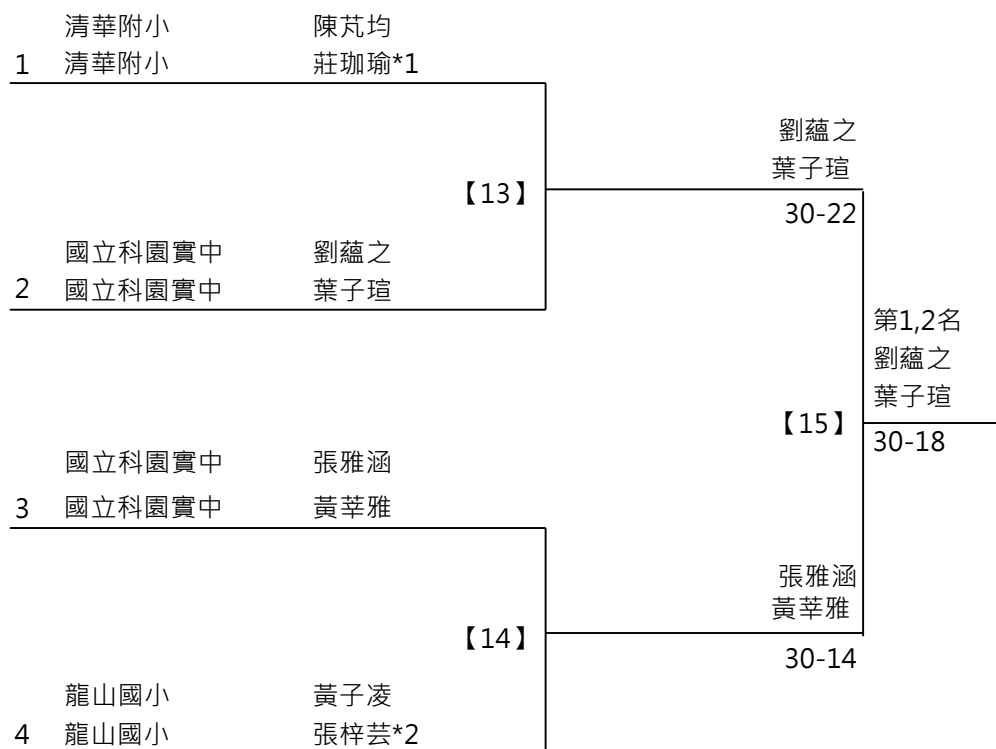 清華附小 陳芃均
1 清華附小 莊珈瑜*1
劉蘊之
葉子瑄
【13】
30-22
國立科園實中 劉蘊之
2 國立科園實中 葉子瑄
第1,2名
劉蘊之
葉子瑄
【15】
30-18
國立科園實中 張雅涵
3 國立科園實中 黃莘雅
張雅涵
黃莘雅
【14】
30-14
龍山國小 黃子凌
4 龍山國小 張梓芸*2